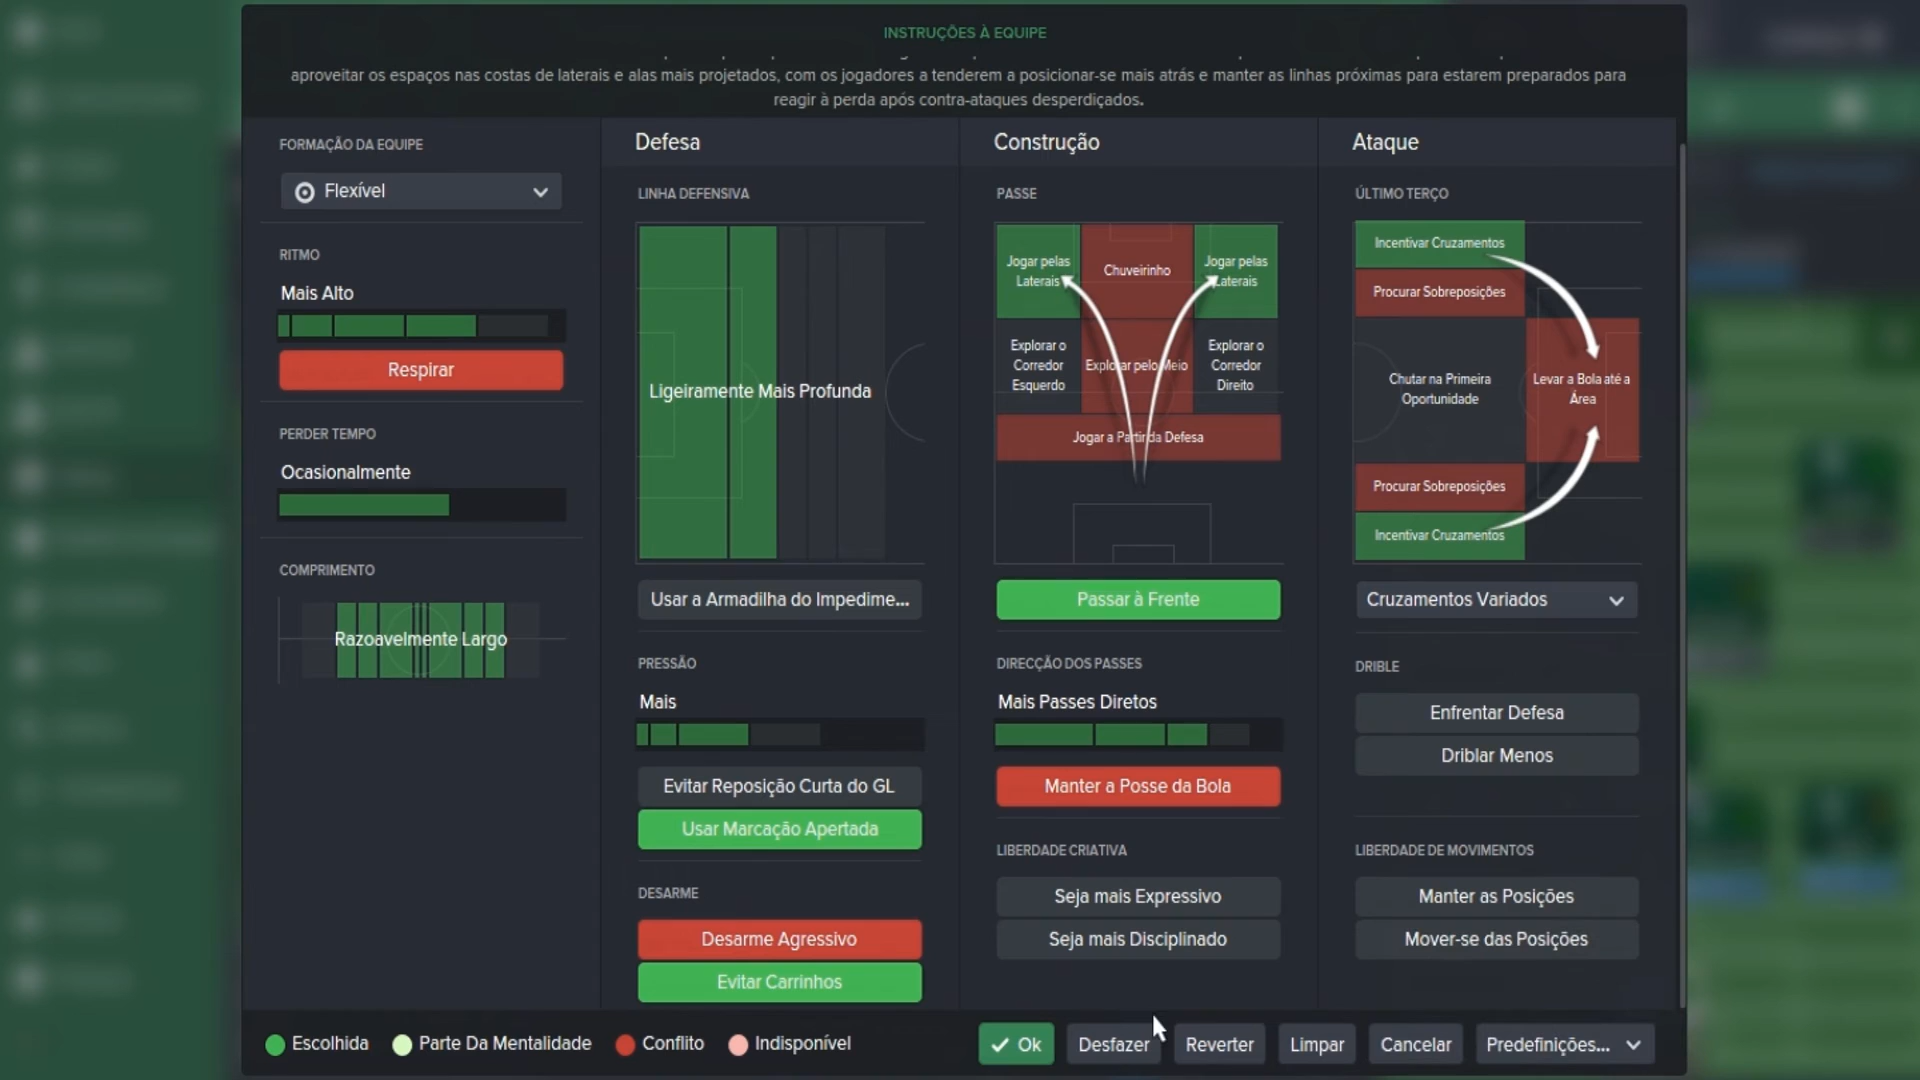 INSTRUÇÕES À EQUIPE
aproveitar os espaços nas costas de laterais e alas mais projetados, com os jogadores a tenderem a posicionar-se mais atrás e manter as linhas próximas para estarem preparados para
reagir à perda após contra-ataques desperdiçados.
FORMAÇÃO DA EQUIPE
Flexível
RITMO
Mais Alto
Respirar
PERDER TEMPO
Ocasionalmente
COMPRIMENTO
Razoavelmente Largo
Defesa
LINHA DEFENSIVA
Ligeiramente Mais Profunda
Usar a Armadilha do Impedime...
PRESSÃO
Mais
Evitar Reposição Curta do GL
Usar Marcação Apertada
DESARME
Desarme Agressivo
Evitar Carrinhos
Construção
PASSE
Jogar pelas
Laterais
Chuveirinho
Jogar pelas
Laterais
Explorar o
Corredor
Esquerdo
Explorar pelo Meio
Explorar o
Corredor
Direito
Jogar a Partir da Defesa
Passar à Frente
DIRECÇÃO DOS PASSES
Mais Passes Diretos
Manter a Posse da Bola
LIBERDADE CRIATIVA
Seja mais Expressivo
Seja mais Disciplinado
Ataque
ÚLTIMO TERÇO
Incentivar Cruzamentos
Procurar Sobreposições
Chutar na Primeira
Oportunidade
Levar a Bola até a
Área
Procurar Sobreposições
Incentivar Cruzamentos
Cruzamentos Variados
DRIBLE
Enfrentar Defesa
Driblar Menos
LIBERDADE DE MOVIMENTOS
Manter as Posições
Mover-se das Posições
Escolhida
Parte Da Mentalidade
Conflito
Indisponível
Ok
Desfazer
Reverter
Limpar
Cancelar
Predefinições...